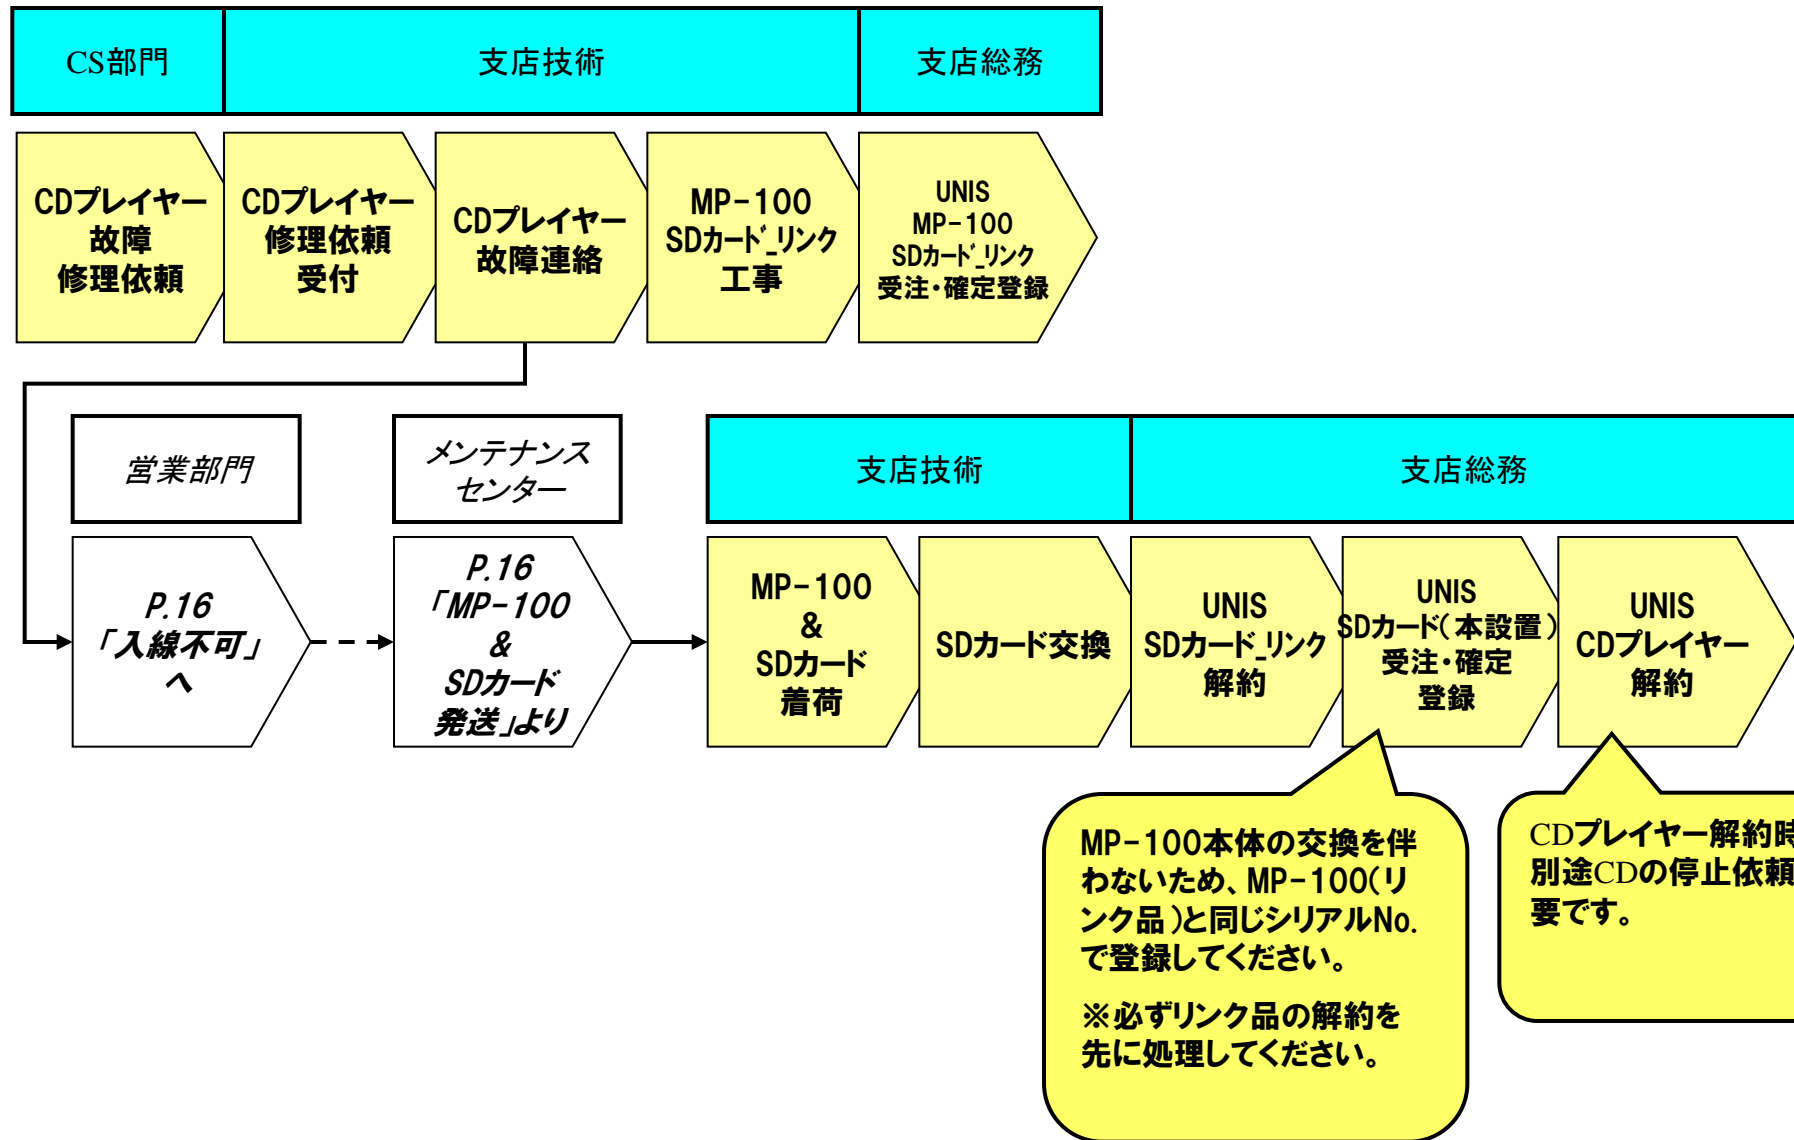 CS部門
支店技術
支店総務
CDプレイヤー
故障
修理依頼
CDプレイヤー
修理依頼
受付
CDプレイヤー
故障連絡
MP-100
SDカード_リンク
工事
UNIS
MP-100
SDカード_リンク
受注・確定登録
営業部門
メンテナンス
センター
支店技術
支店総務
P.16
「入線不可」
へ
P.16
「MP-100
&
SDカード
発送」より
MP-100
&
SDカード
着荷
SDカード交換
UNIS
SDカード_リンク
解約
UNIS
SDカード(本設置)
受注・確定
登録
UNIS
CDプレイヤー
解約
MP-100本体の交換を伴
わないため、MP-100(リ
ンク品)と同じシリアルNo.
で登録してください。
※必ずリンク品の解約を
先に処理してください。
CDプレイヤー解約時
別途CDの停止依頼
要です。